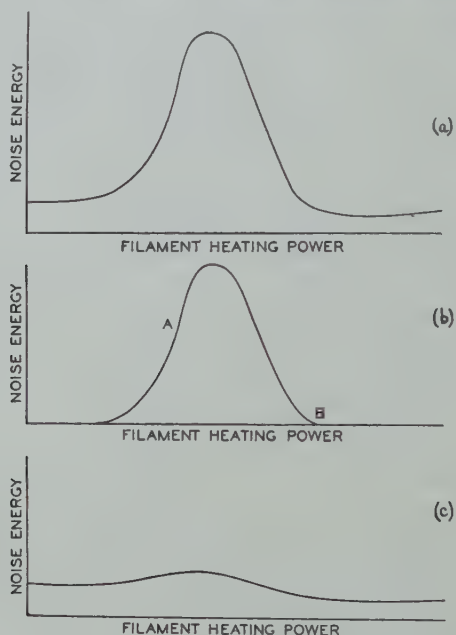 NOISE ENERGY
(a)
FILAMENT HEATING POWER
NOISE ENERGY
A
B
(b)
FILAMENT HEATING POWER
NOISE ENERGY
(c)
FILAMENT HEATING POWER